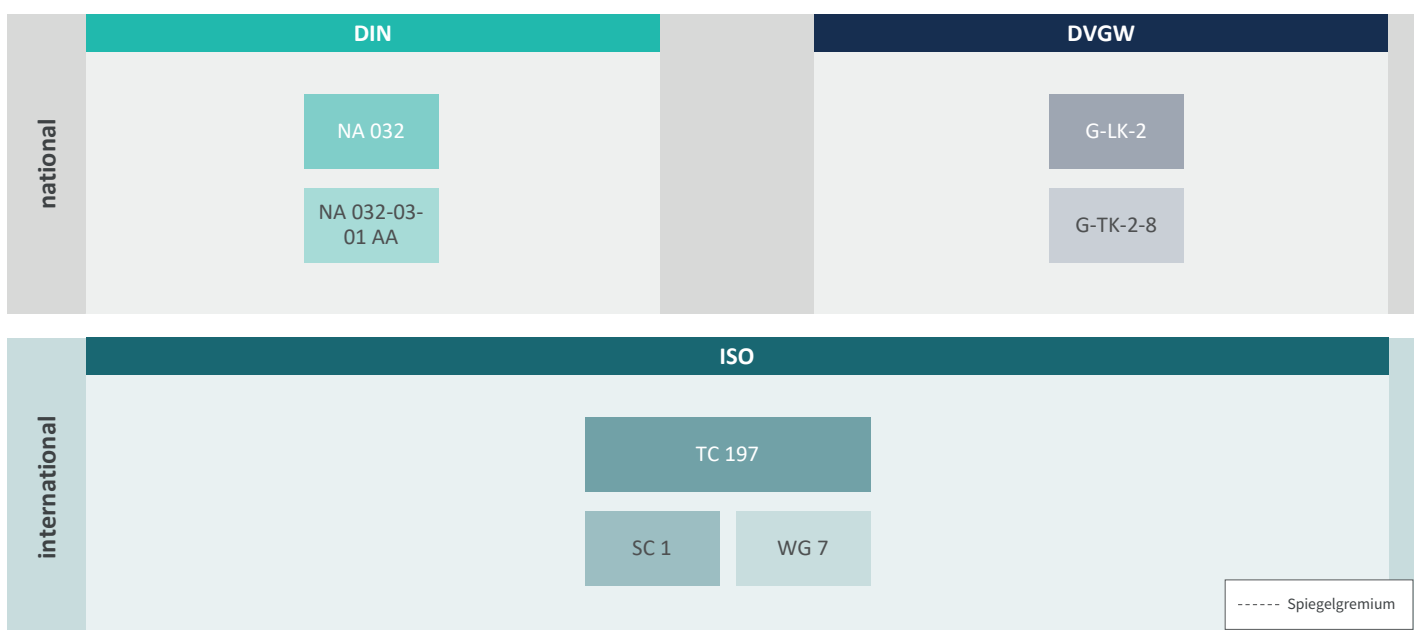 DIN
DVGW
national
NA 032
G-LK-2
NA 032-03-
01 AA
G-TK-2-8
ISO
international
TC 197
SC 1
WG 7
------ Spiegelgremium